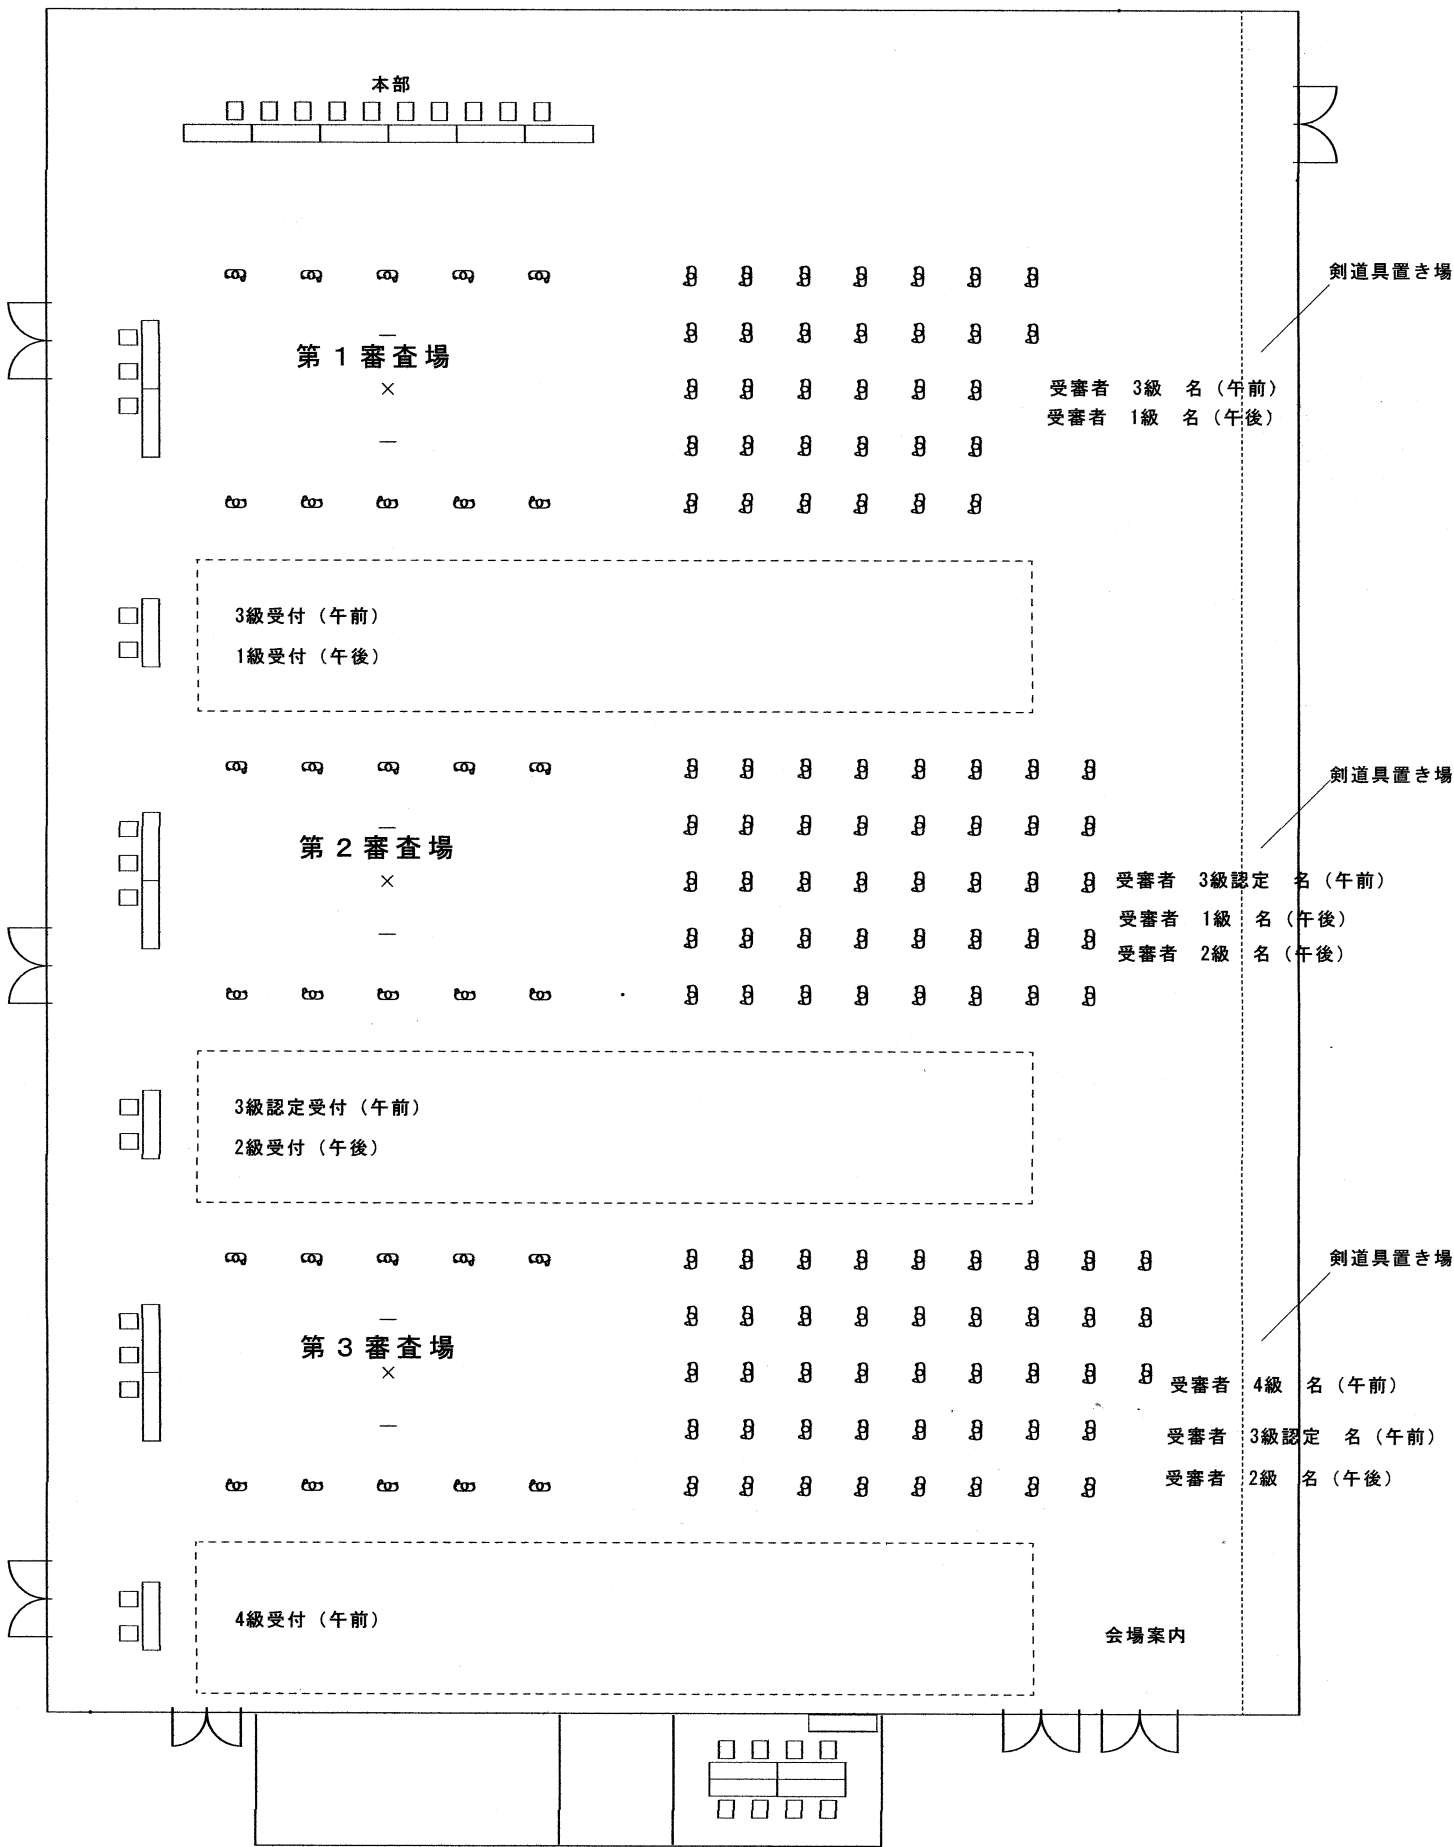 本部
剣道具置き場
第１審査場
受審者　3級　名（午前）
受審者　1級　名（午後）
3級受付（午前）
1級受付（午後）
剣道具置き場
第２審査場
受審者　3級認定　名（午前）
受審者　1級　名（午後）
受審者　2級　名（午後）
3級認定受付（午前）
2級受付（午後）
剣道具置き場
第３審査場
受審者　4級　名（午前）
受審者　3級認定　名（午前）
受審者　2級　名（午後）
4級受付（午前）
会場案内